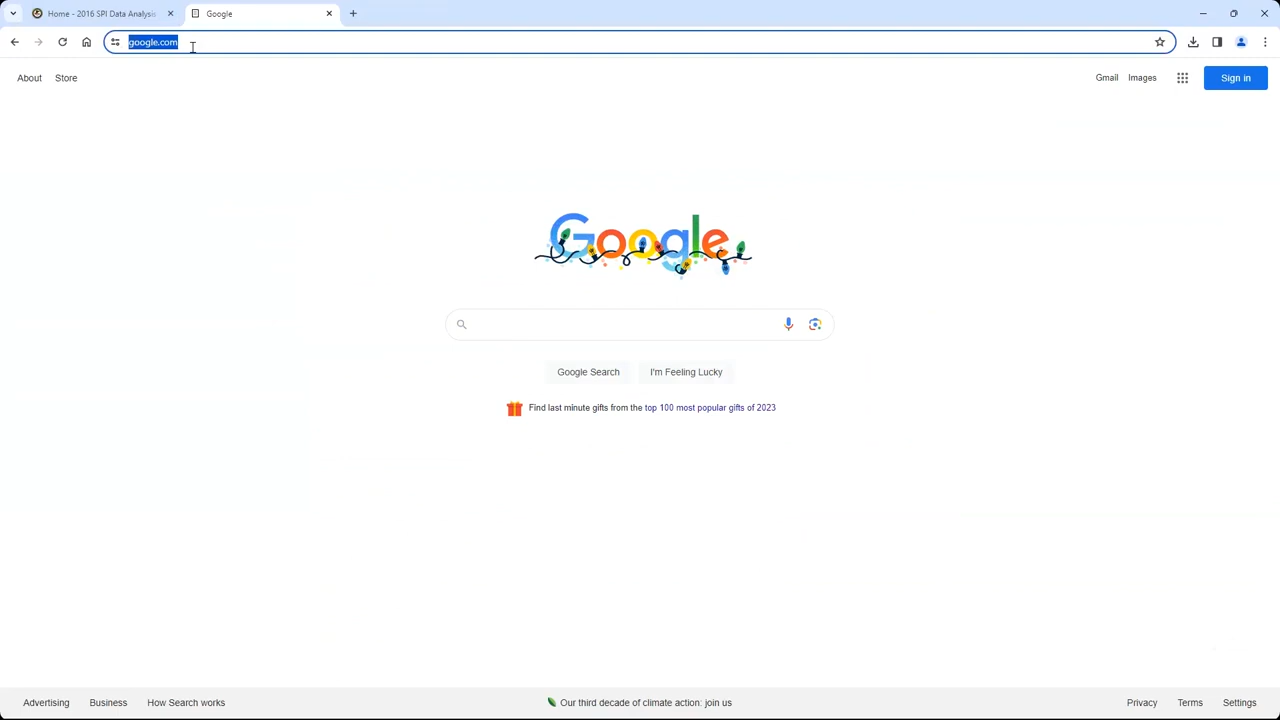 Home - 2016 SPI Data Analysis
Google
google.com
About
Store
Gmail
Images
Sign in
Google
Google Search
I'm Feeling Lucky
Find last minute gifts from the top 100 most popular gifts of 2023
Advertising
Business
How Search works
Our third decade of climate action: join us
Privacy
Terms
Settings